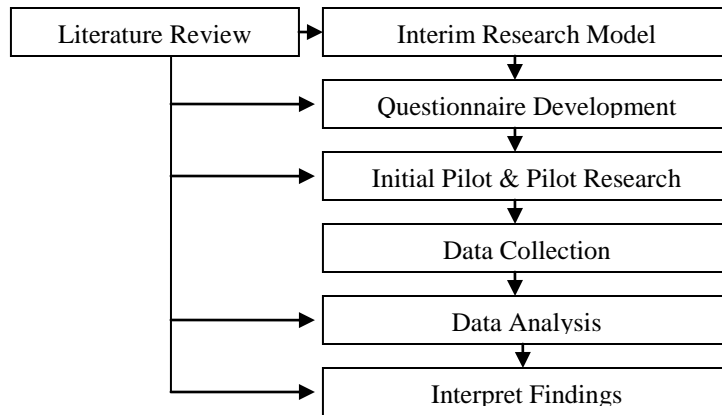 Literature Review
Interim Research Model
Questionnaire Development
Initial Pilot & Pilot Research
Data Collection
Data Analysis
Interpret Findings